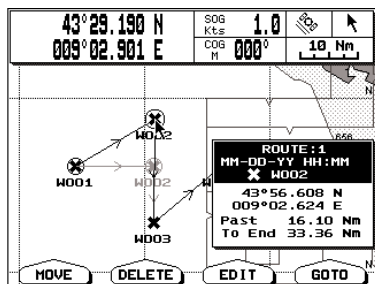 43°29.190 N
009°02.901 E
SOG Kts 1.0
COG M 000°
10 Nm
N
656
W002
W001
W002
W
W003
ROUTE:1
MM-DD-YY HH:MM
W002
43°56.608 N
009°02.624 E
Past 16.10 Nm
To End 33.36 Nm
N
MOVE
DELETE
EDIT
GOTO